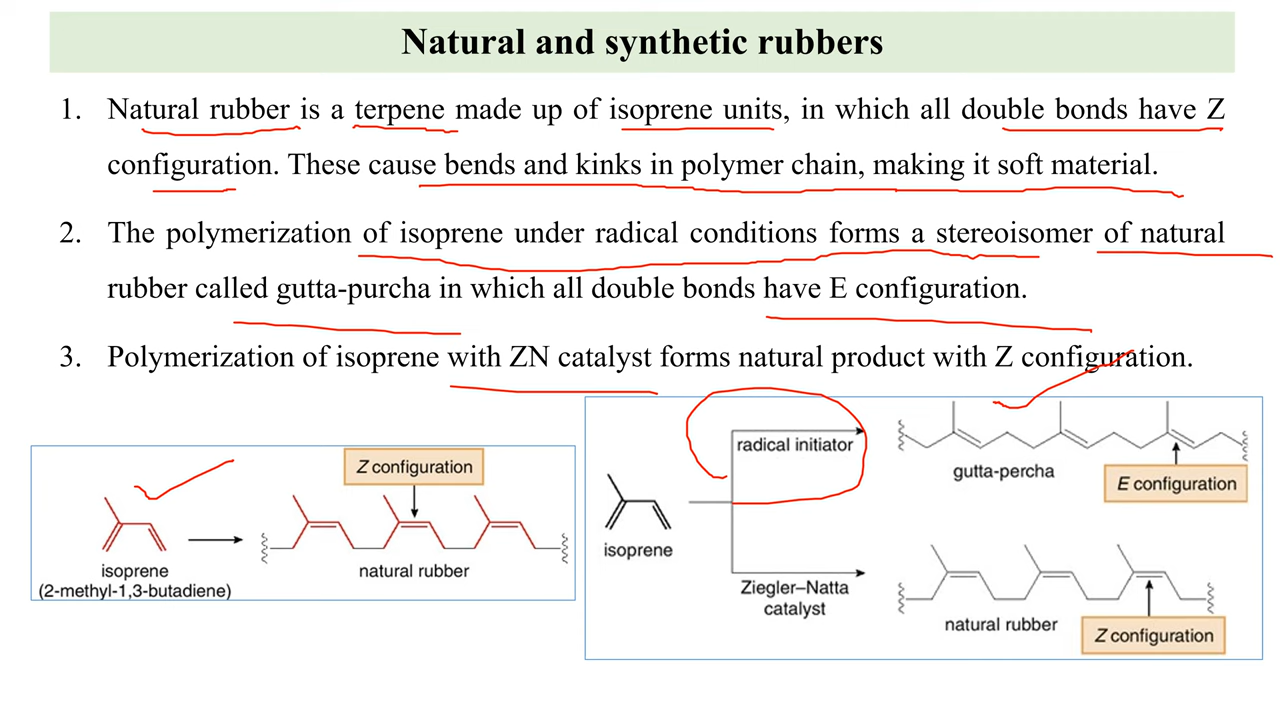 Natural and synthetic rubbers
1. Natural rubber is a terpene made up of isoprene units, in which all double bonds have Z
configuration. These cause bends and kinks in polymer chain, making it soft material.
2. The polymerization of isoprene under radical conditions forms a stereoisomer of natural
rubber called gutta-purcha in which all double bonds have E configuration.
3. Polymerization of isoprene with ZN catalyst forms natural product with Z configuration.
Z configuration
isoprene
(2-methyl-1,3-butadiene)
natural rubber
isoprene
radical initiator
gutta-percha
E configuration
Ziegler–Natta
catalyst
natural rubber
Z configuration